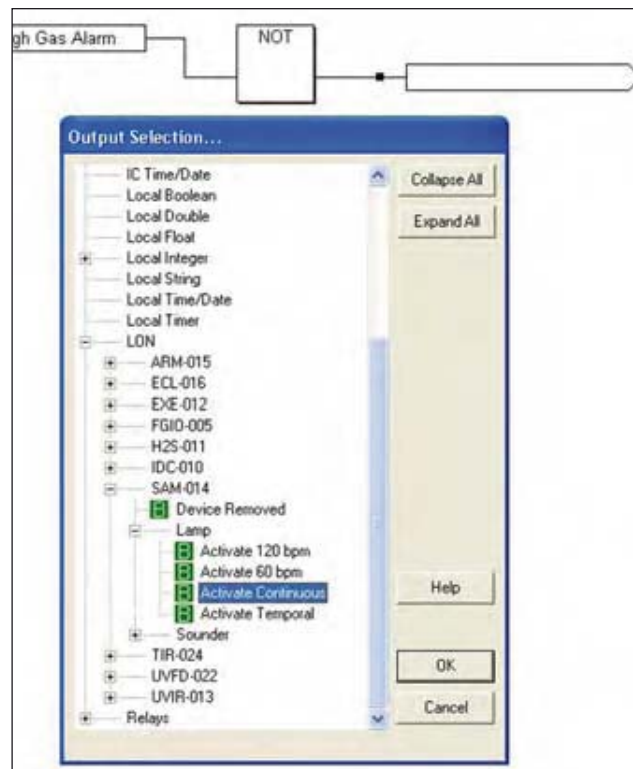 gh Gas Alarm
NOT
Output Selection...
IC Time/Date
Local Boolean
Local Double
Local Float
Local Integer
Local String
Local Time/Date
Local Timer
LON
ARM-015
ECL-016
EXE-012
FGIO-005
H2S-011
IDC-010
SAM-014
B Device Removed
Lamp
B Activate 120 bpm
B Activate 60 bpm
B Activate Continuous
B Activate Temporal
Sounder
TIR-024
UVFD-022
UVIR-013
Relays
Collapse All
Expand All
Help
OK
Cancel